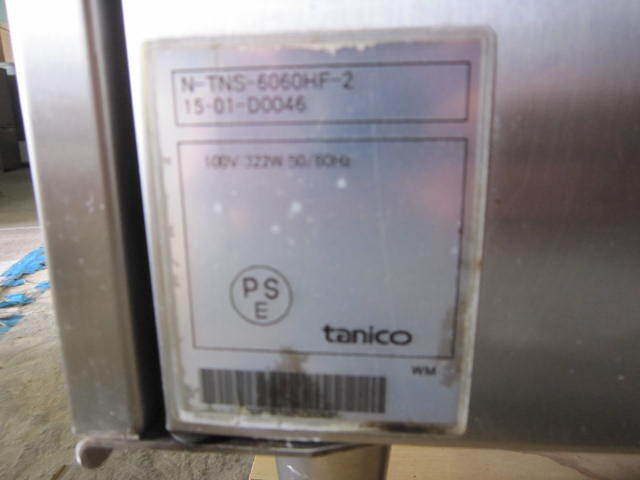 N-TNS-6060HF-2
15-01-D0046
100V 322W 50/60Hz
PS
E
tanico
WM